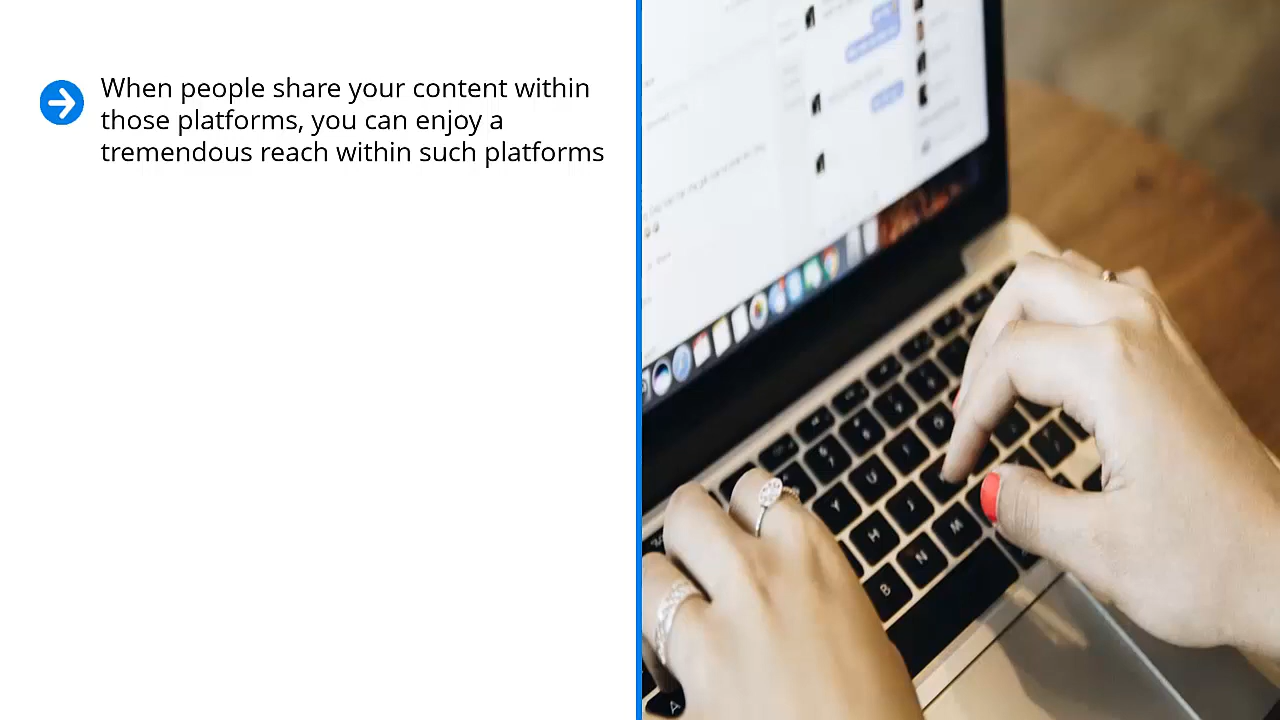 When people share your content within
those platforms, you can enjoy a
tremendous reach within such platforms
Y
U
J
H
N
M
B
A